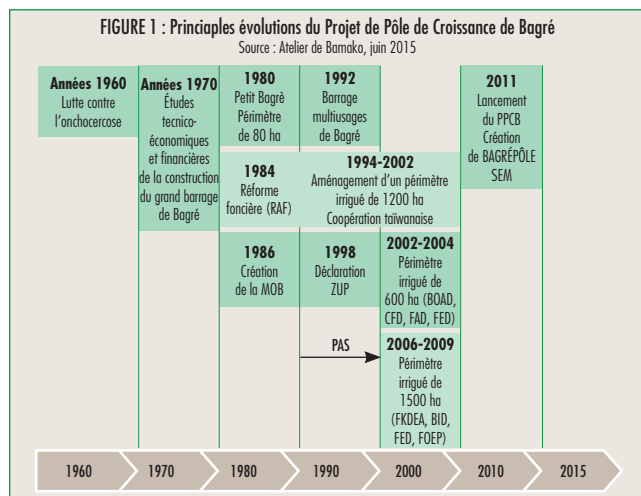 FIGURE 1 : Princiaples évolutions du Projet de Pôle de Croissance de Bagré
Source : Atelier de Bamako, juin 2015
Années 1960
Lutte contre
l'onchocercose
Années 1970
Études
tecnico-
économiques
et financières
de la construction
du grand barrage
de Bagré
1980
Petit Bagrè
Périmètre
de 80 ha
1984
Réforme
foncière (RAF)
1986
Création
de la MOB
1992
Barrage
multiusages
de Bagré
1994-2002
Aménagement d'un périmètre
irrigué de 1200 ha
Coopération taïwanaise
1998
Déclaration
ZUP
PAS
2002-2004
Périmètre
irrigué de
600 ha (BOAD,
CFD, FAD, FED)
2006-2009
Périmètre
irrigué de
1500 ha
(FKDEA, BID,
FED, FOEP)
2011
Lancement
du PPCB
Création
de BAGRÉPÔLE
SEM
1960
1970
1980
1990
2000
2010
2015